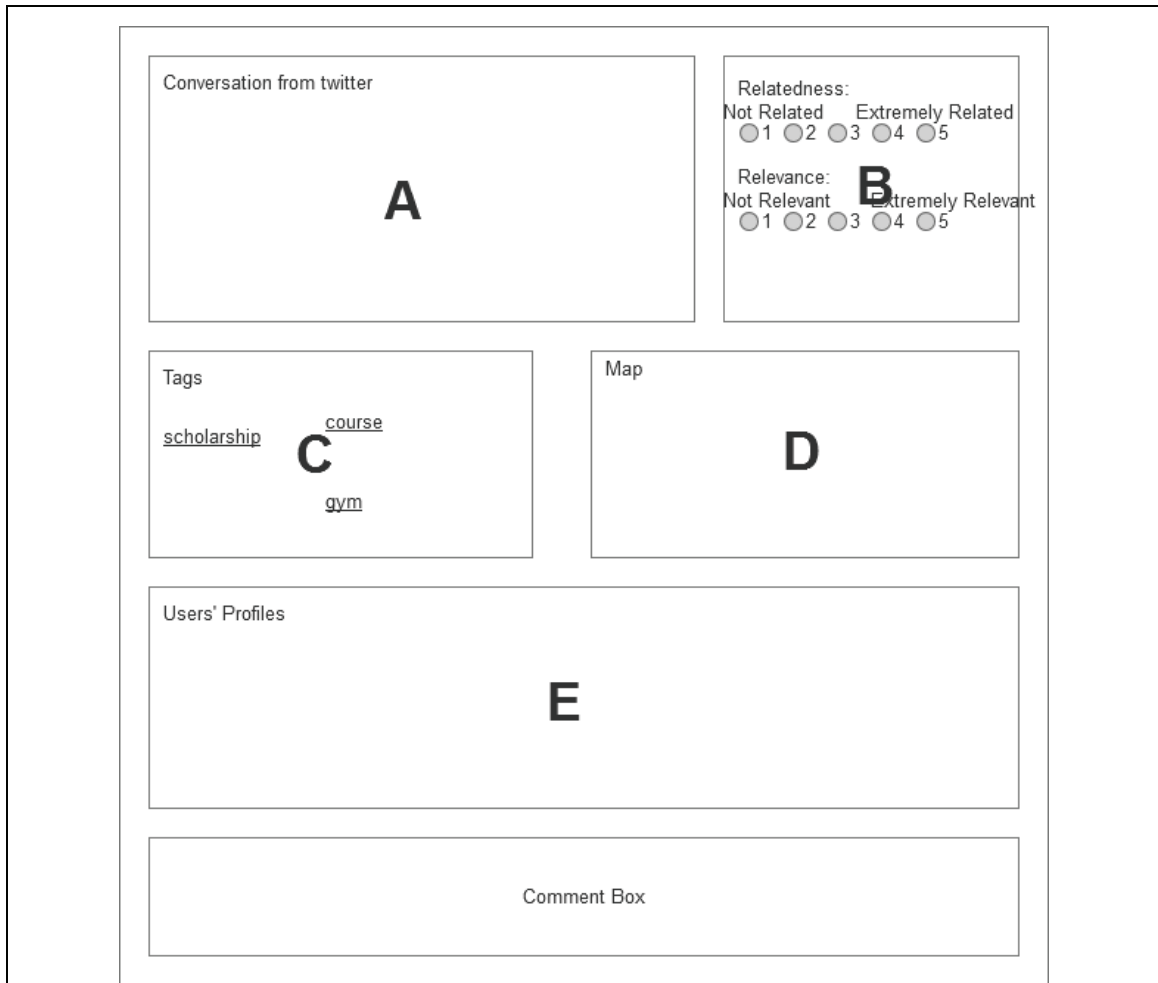 Conversation from twitter
A
Relatedness:
Not Related Extremely Related
1 2 3 4 5
B
Relevance:
Not Relevant Extremely Relevant
1 2 3 4 5
Tags
scholarship
course
C
gym
Map
D
Users' Profiles
E
Comment Box